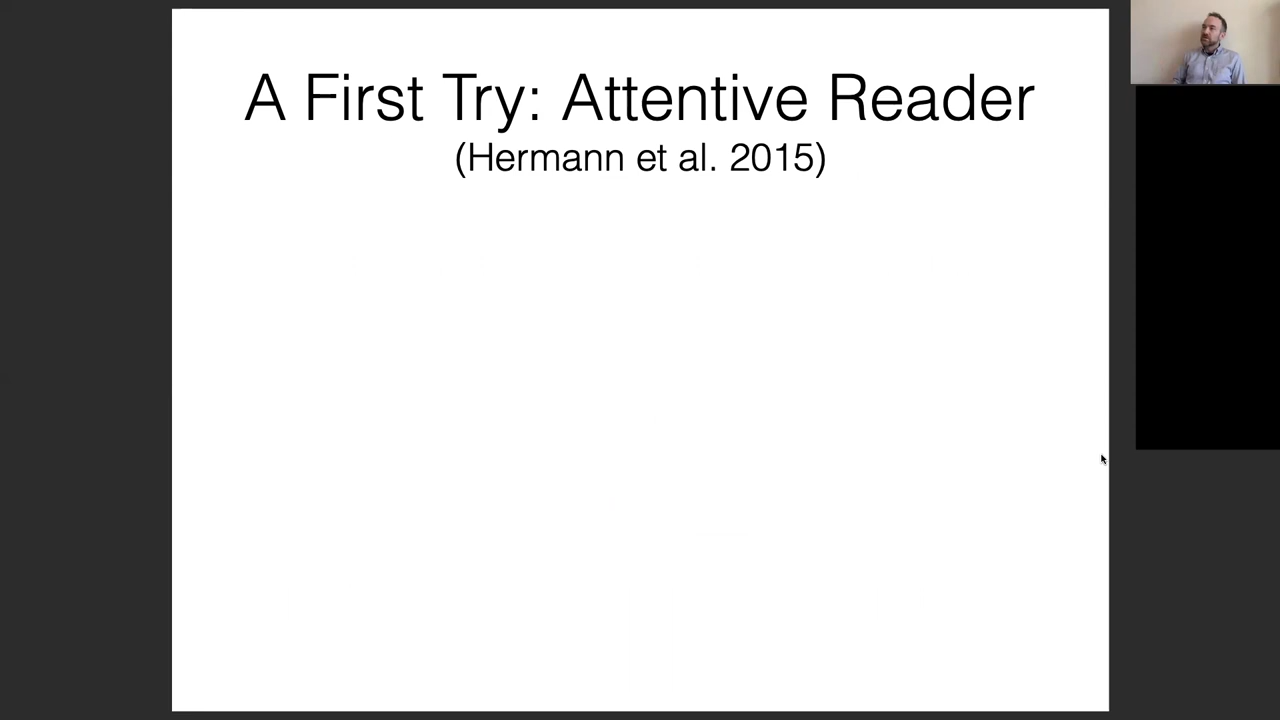 A First Try: Attentive Reader
(Hermann et al. 2015)